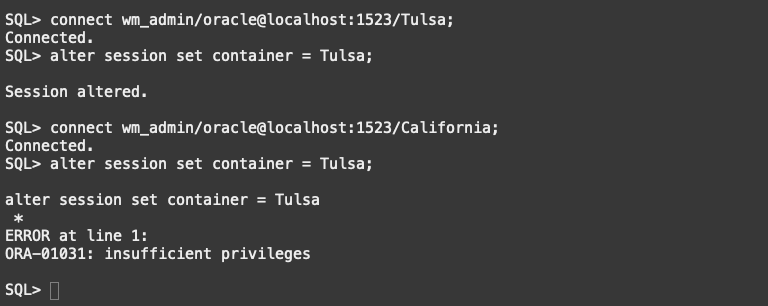 SQL> connect wm_admin/oracle@localhost:1523/Tulsa;
Connected.
SQL> alter session set container = Tulsa;
Session altered.
SQL> connect wm_admin/oracle@localhost:1523/California;
Connected.
SQL> alter session set container = Tulsa;
alter session set container = Tulsa
*
ERROR at line 1:
ORA-01031: insufficient privileges
SQL>